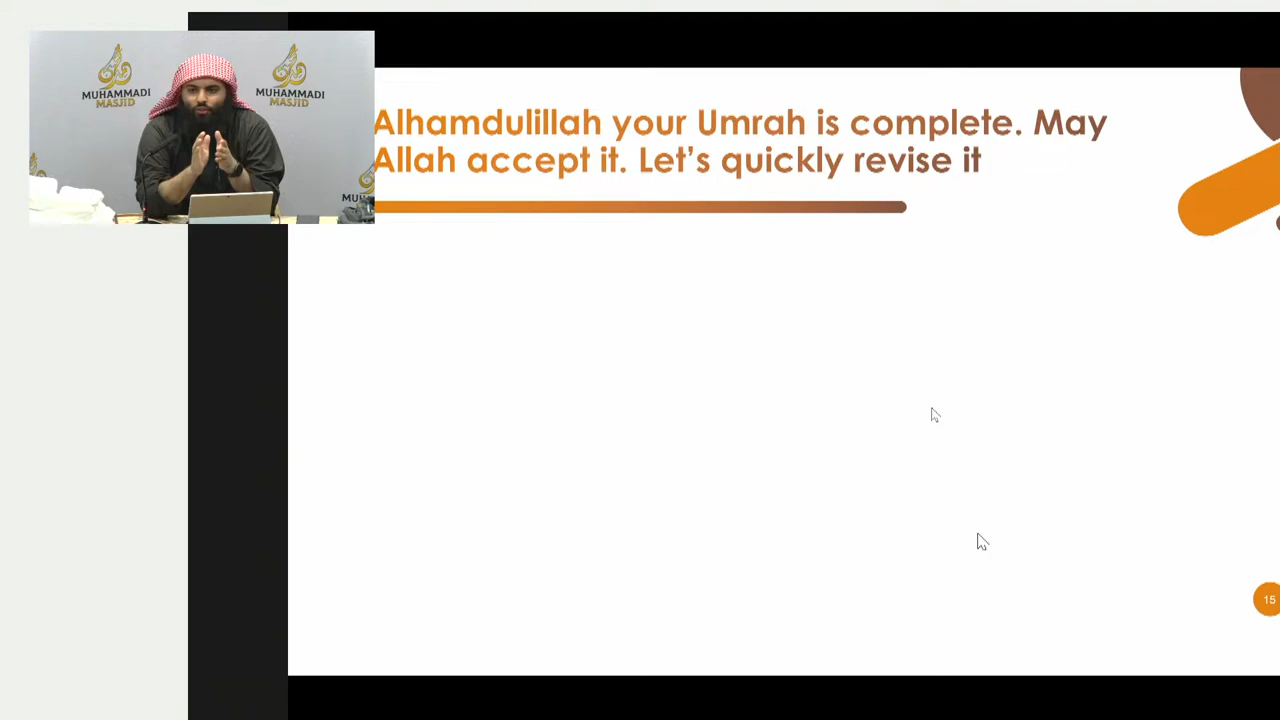 MUHAMMADI
MASJID
MUHAMMADI
MASJID
Alhamdulillah your Umrah is complete. May
Allah accept it. Let’s quickly revise it
15